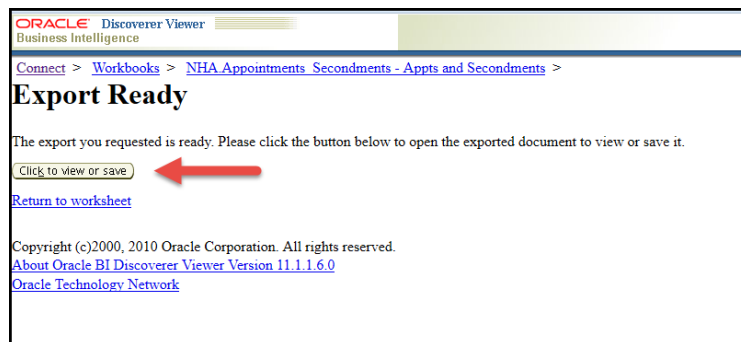 ORACLE Discoverer Viewer
Business Intelligence
Connect > Workbooks > NHA.Appointments Secondments - Appts and Secondments >
Export Ready
The export you requested is ready. Please click the button below to open the exported document to view or save it.
Click to view or save
Return to worksheet
Copyright (c)2000, 2010 Oracle Corporation. All rights reserved.
About Oracle BI Discoverer Viewer Version 11.1.1.6.0
Oracle Technology Network